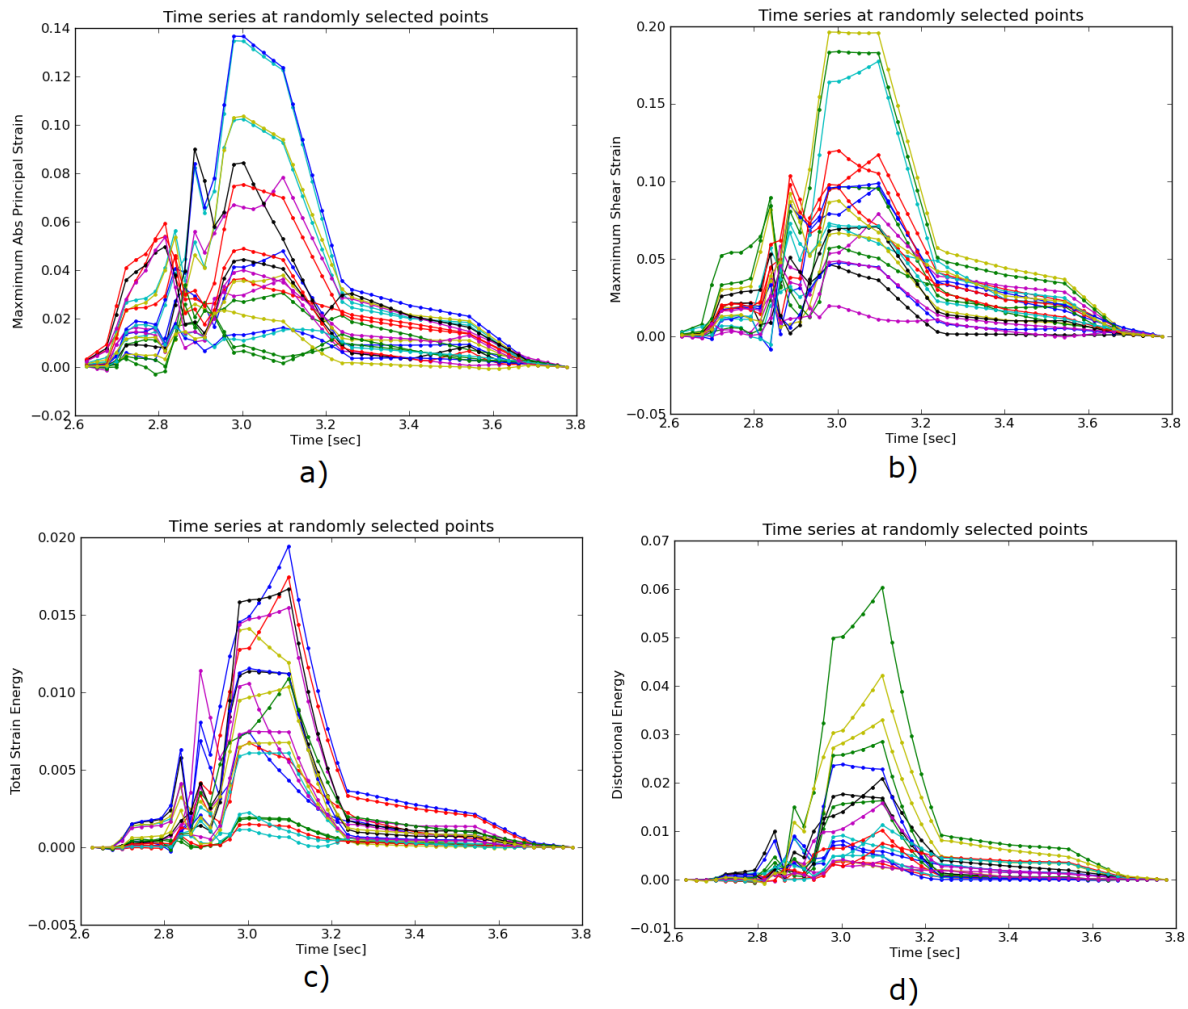 Time series at randomly selected points
Maxmimum Abs Principal Strain
0.14
0.12
0.10
0.08
0.06
0.04
0.02
0.00
−0.02
2.6 2.8 3.0 3.2 3.4 3.6 3.8
Time [sec]
a)
Time series at randomly selected points
Maxmimum Shear Strain
0.20
0.15
0.10
0.05
0.00
−0.05
2.6 2.8 3.0 3.2 3.4 3.6 3.8
Time [sec]
b)
Time series at randomly selected points
Total Strain Energy
0.020
0.015
0.010
0.005
0.000
−0.005
2.6 2.8 3.0 3.2 3.4 3.6 3.8
Time [sec]
c)
Time series at randomly selected points
Distortional Energy
0.07
0.06
0.05
0.04
0.03
0.02
0.01
0.00
−0.01
2.6 2.8 3.0 3.2 3.4 3.6 3.8
Time [sec]
d)